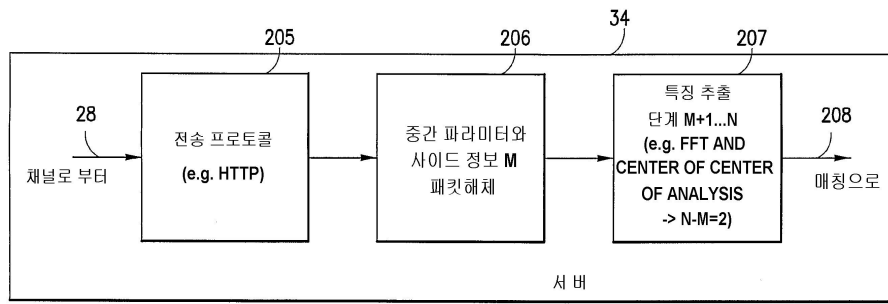 34
205
206
207
28
208
채널로 부터
전송 프로토콜
(e.g. HTTP)
중간 파라미터와
사이드 정보 M
패킷해체
특징 추출
단계 M+1...N
(e.g. FFT AND
CENTER OF CENTER
OF ANALYSIS
-> N-M=2)
매칭으로
서 버